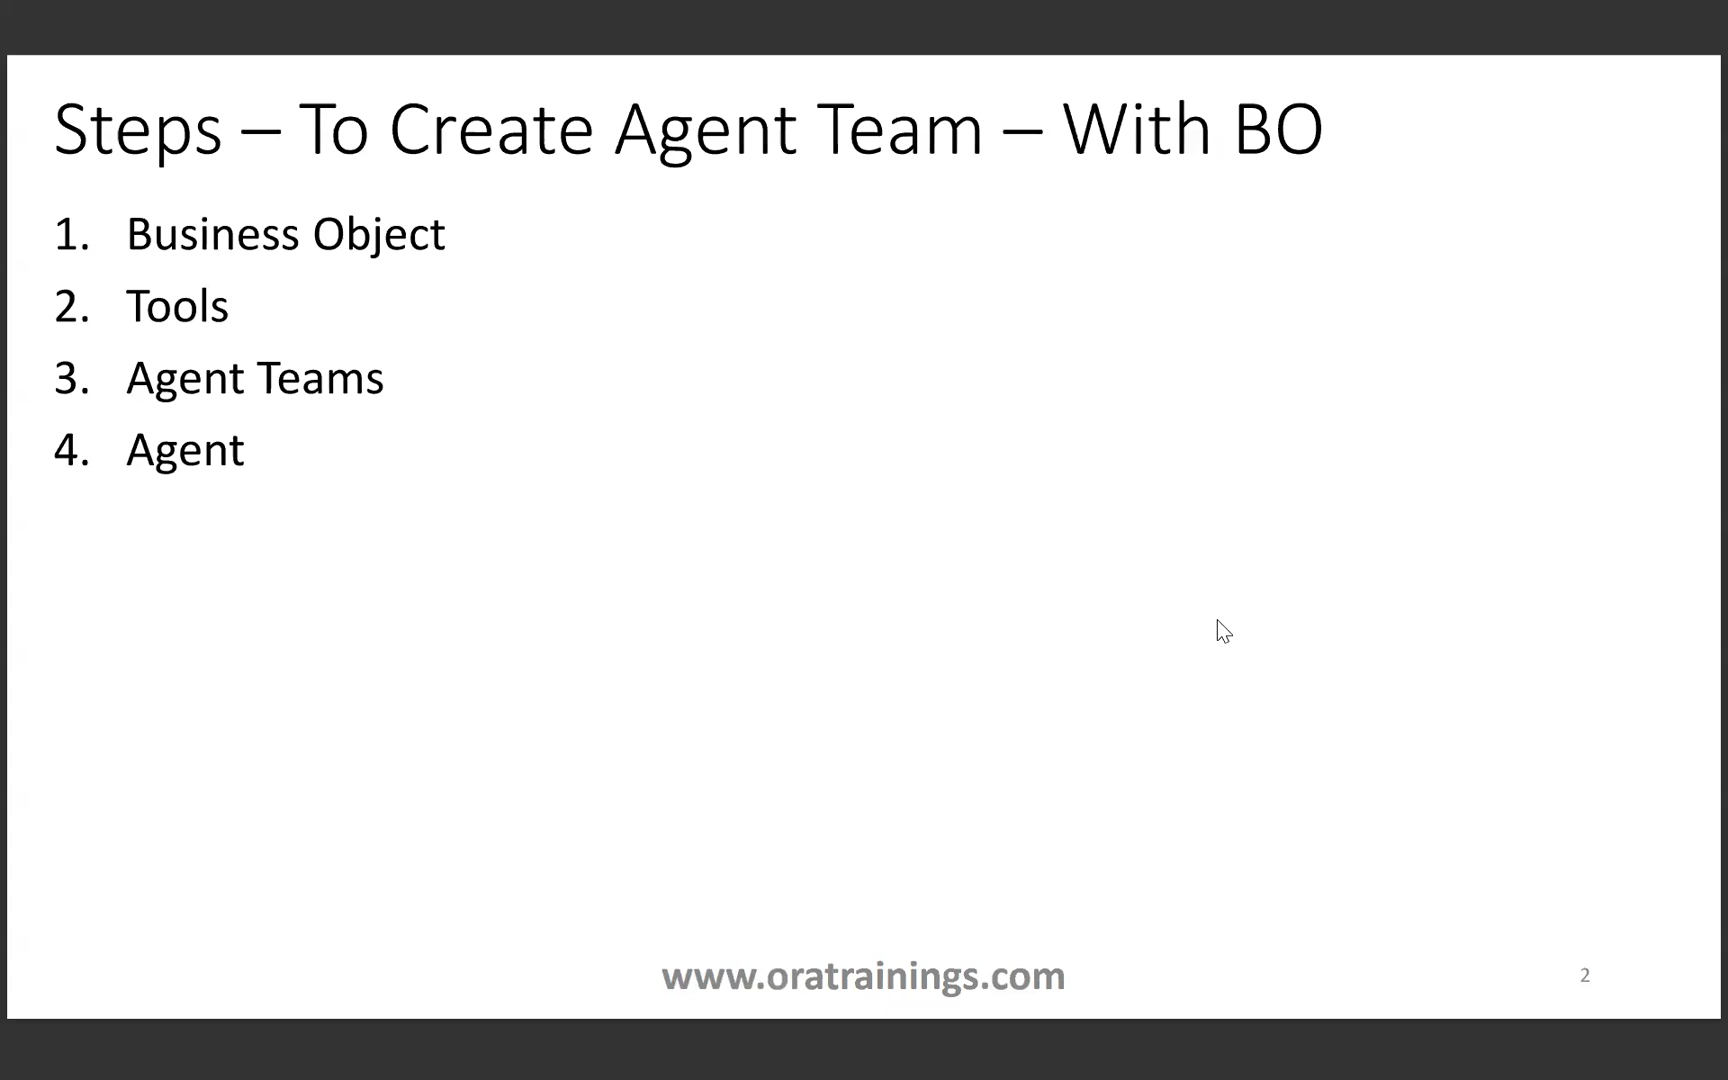 Steps – To Create Agent Team – With BO
1. Business Object
2. Tools
3. Agent Teams
4. Agent
www.oratrainings.com
2